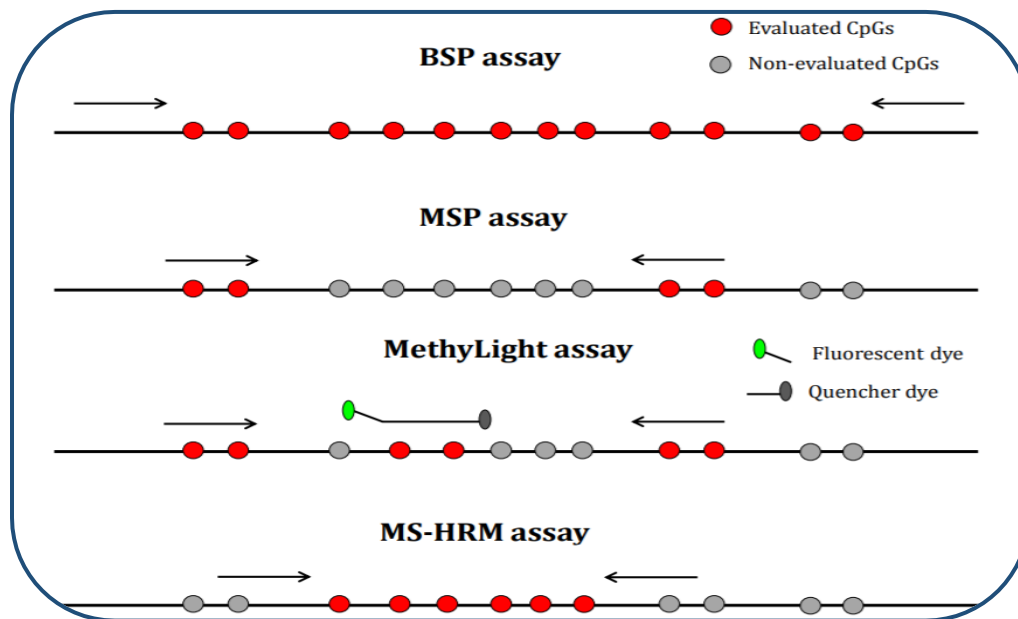 Evaluated CpGs
BSP assay
Non-evaluated CpGs
MSP assay
MethyLight assay
Fluorescent dye
Quencher dye
MS-HRM assay